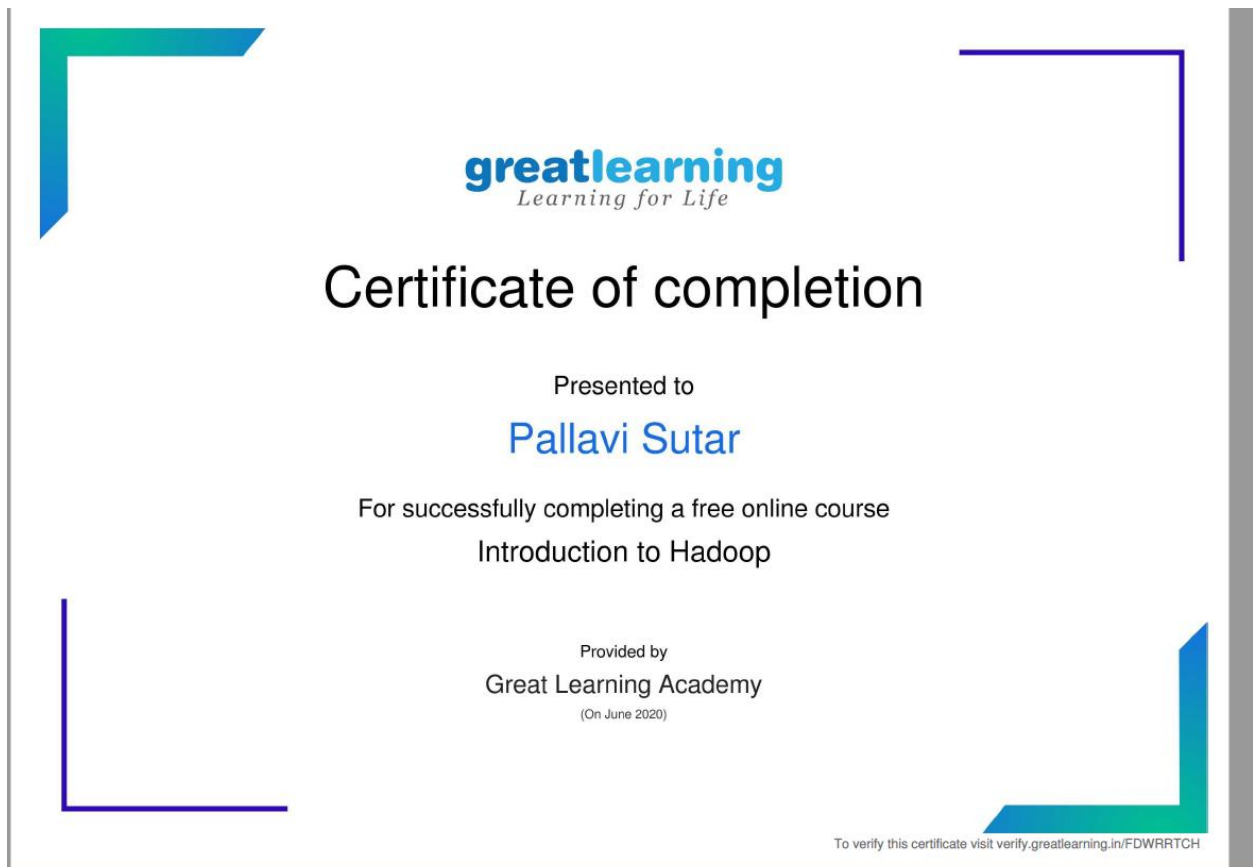 greatlearning
Learning for Life
Certificate of completion
Presented to
Pallavi Sutar
For successfully completing a free online course
Introduction to Hadoop
Provided by
Great Learning Academy
(On June 2020)
To verify this certificate visit verify.greatlearning.in/FDWRRTCH